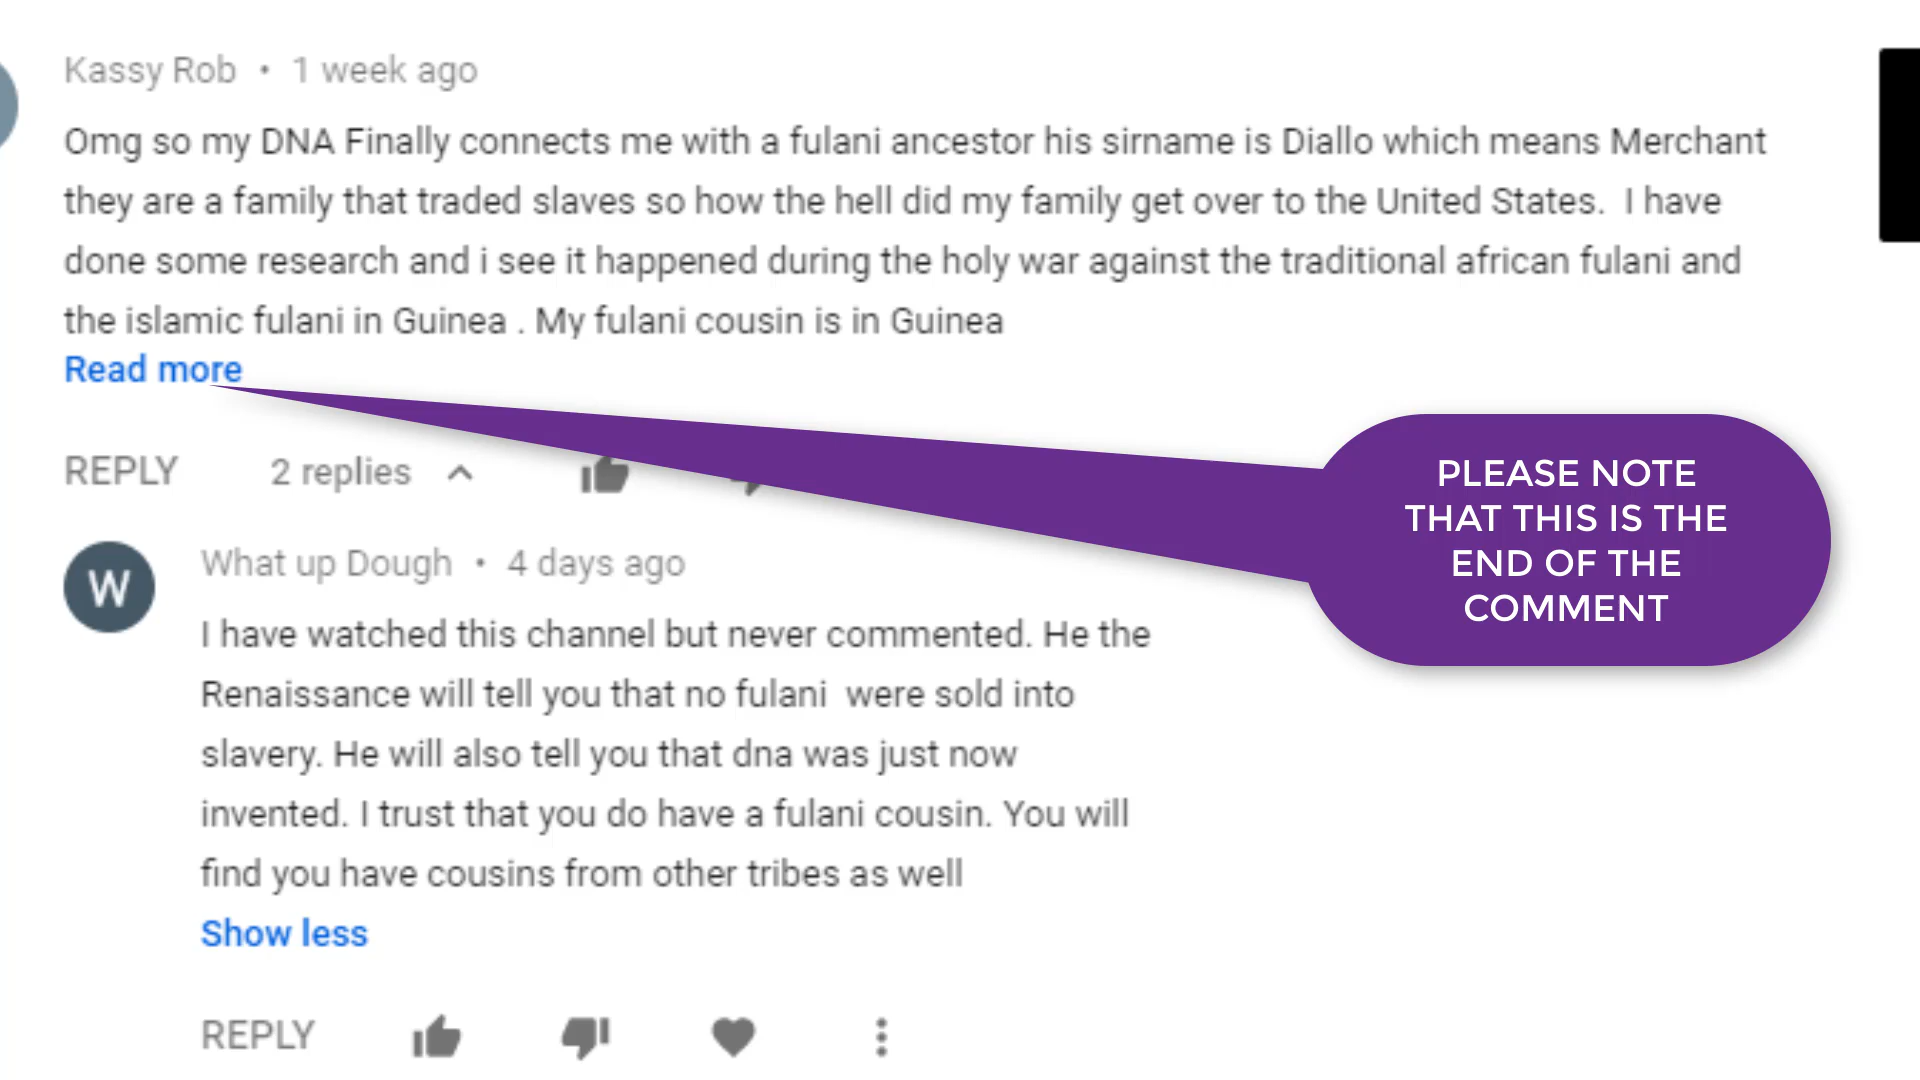 Kassy Rob • 1 week ago
Omg so my DNA Finally connects me with a fulani ancestor his sirname is Diallo which means Merchant
they are a family that traded slaves so how the hell did my family get over to the United States.  I have
done some research and i see it happened during the holy war against the traditional african fulani and
the islamic fulani in Guinea . My fulani cousin is in Guinea
Read more
REPLY 2 replies
PLEASE NOTE
THAT THIS IS THE
END OF THE
COMMENT
W
What up Dough • 4 days ago
I have watched this channel but never commented. He the
Renaissance will tell you that no fulani  were sold into
slavery. He will also tell you that dna was just now
invented. I trust that you do have a fulani cousin. You will
find you have cousins from other tribes as well
Show less
REPLY